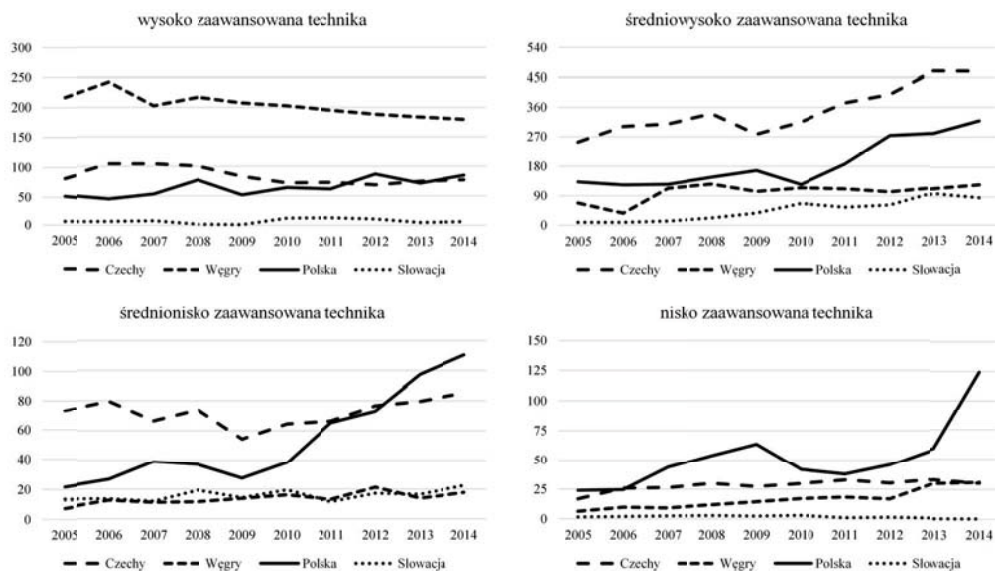 wysoko zaawansowana technika
300
250
200
150
100
50
0
2005 2006 2007 2008 2009 2010 2011 2012 2013 2014
Czechy Węgry Polska Słowacja
średniowysoko zaawansowana technika
540
450
360
270
180
90
0
2005 2006 2007 2008 2009 2010 2011 2012 2013 2014
Czechy Węgry Polska Słowacja
średnionisko zaawansowana technika
120
100
80
60
40
20
0
2005 2006 2007 2008 2009 2010 2011 2012 2013 2014
Czechy Węgry Polska Słowacja
nisko zaawansowana technika
150
125
100
75
50
25
0
2005 2006 2007 2008 2009 2010 2011 2012 2013 2014
Czechy Węgry Polska Słowacja